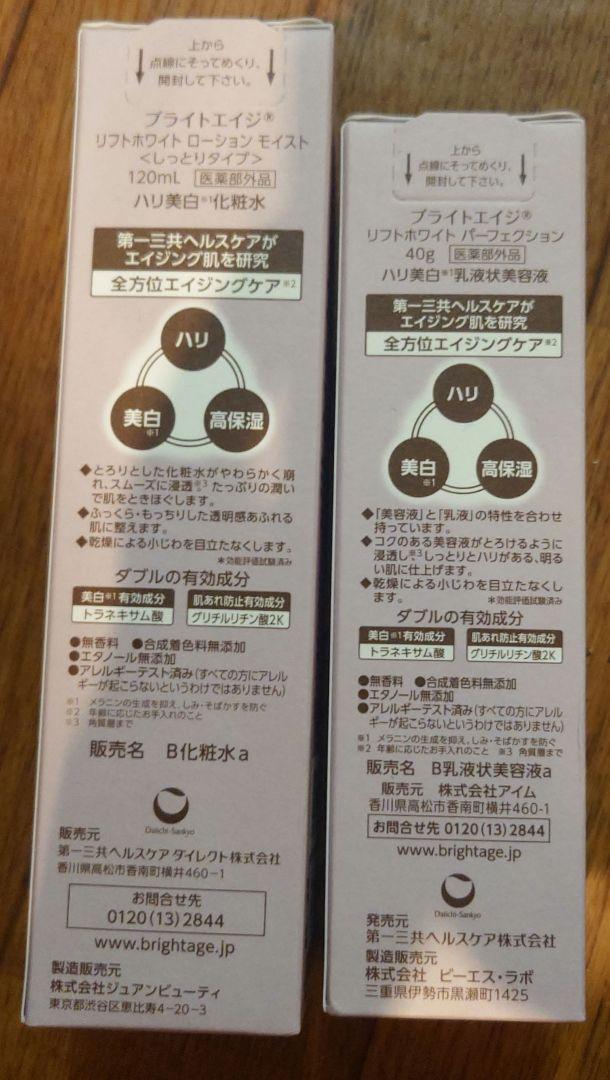 上から
点線にそってめくり、
開封して下さい。
ブライトエイジ®
リフトホワイト ローション モイスト
＜しっとりタイプ＞
120mL 医薬部外品
ハリ美白※1化粧水
第一三共ヘルスケアが
エイジング肌を研究
全方位エイジングケア※2
ハリ
美白
※1
高保湿
◆とろりとした化粧水がやわらかく崩
れ、スムーズに浸透※3 たっぷりの潤い
で肌をときほぐします。
◆ふっくら・もっちりした透明感あふれる
肌に整えます。
◆乾燥による小じわを目立たなくします。
＊効能評価試験済み
ダブルの有効成分
美白※1有効成分
トラネキサム酸
肌あれ防止有効成分
グリチルリチン酸2K
●無香料 ●合成着色料無添加
●エタノール無添加
●アレルギーテスト済み(すべての方にアレル
ギーが起こらないというわけではありません)
※1 メラニンの生成を抑え、しみ・そばかすを防ぐ
※2 年齢に応じたお手入れのこと
※3 角質層まで
販売名 B化粧水a
Daiichi-Sankyo
販売元
第一三共ヘルスケア ダイレクト株式会社
香川県高松市香南町横井460-1
お問合せ先
0120(13)2844
www.brightage.jp
製造販売元
株式会社ジュアンビューティ
東京都渋谷区恵比寿4-20-3
上から
点線にそってめくり、
開封して下さい。
ブライトエイジ®
リフトホワイト パーフェクション
40g 医薬部外品
ハリ美白※1乳液状美容液
第一三共ヘルスケアが
エイジング肌を研究
全方位エイジングケア※2
ハリ
美白
※1
高保湿
◆「美容液」と「乳液」の特性を合わせ
持っています。
◆コクのある美容液がとろけるように
浸透し※3しっとりとハリがある、明る
い肌に仕上げます。
◆乾燥による小じわを目立たなくし
ます。 ＊効能評価試験済み
ダブルの有効成分
美白※1有効成分
トラネキサム酸
肌あれ防止有効成分
グリチルリチン酸2K
●無香料 ●合成着色料無添加
●エタノール無添加
●アレルギーテスト済み(すべての方にアレル
ギーが起こらないというわけではありません)
※1 メラニンの生成を抑え、しみ・そばかすを防ぐ
※2 年齢に応じたお手入れのこと ※3 角質層まで
販売名 B乳液状美容液a
販売元 株式会社アイム
香川県高松市香南町横井460-1
お問合せ先 0120(13)2844
www.brightage.jp
Daiichi-Sankyo
発売元
第一三共ヘルスケア株式会社
製造販売元
株式会社 ピーエス・ラボ
三重県伊勢市黒瀬町1425